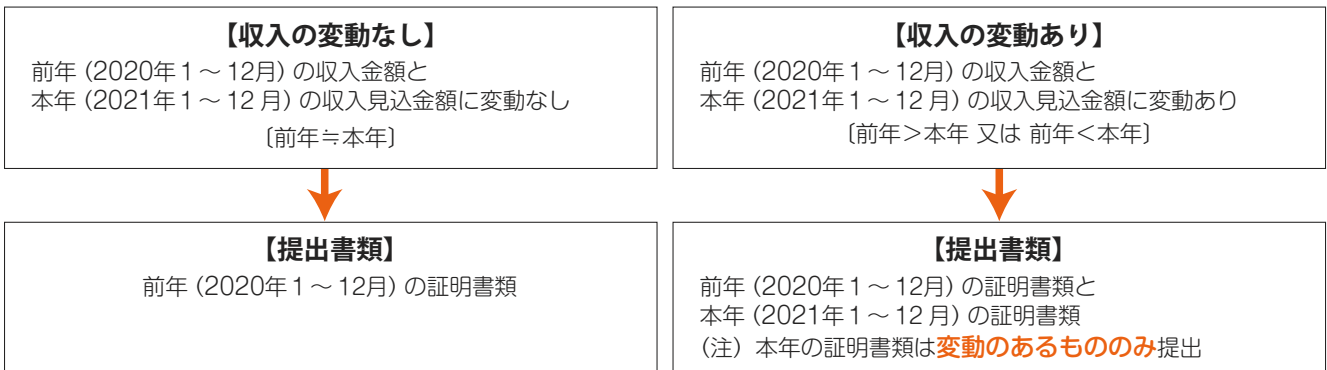 【収入の変動なし】
前年（2020年１～12月）の収入金額と
本年（2021年１～12月）の収入見込金額に変動なし
〔前年≒本年〕
【提出書類】
前年（2020年１～12月）の証明書類
【収入の変動あり】
前年（2020年１～12月）の収入金額と
本年（2021年１～12月）の収入見込金額に変動あり
〔前年＞本年 又は 前年＜本年〕
【提出書類】
前年（2020年１～12月）の証明書類と
本年（2021年１～12月）の証明書類
（注）本年の証明書類は変動のあるもののみ提出